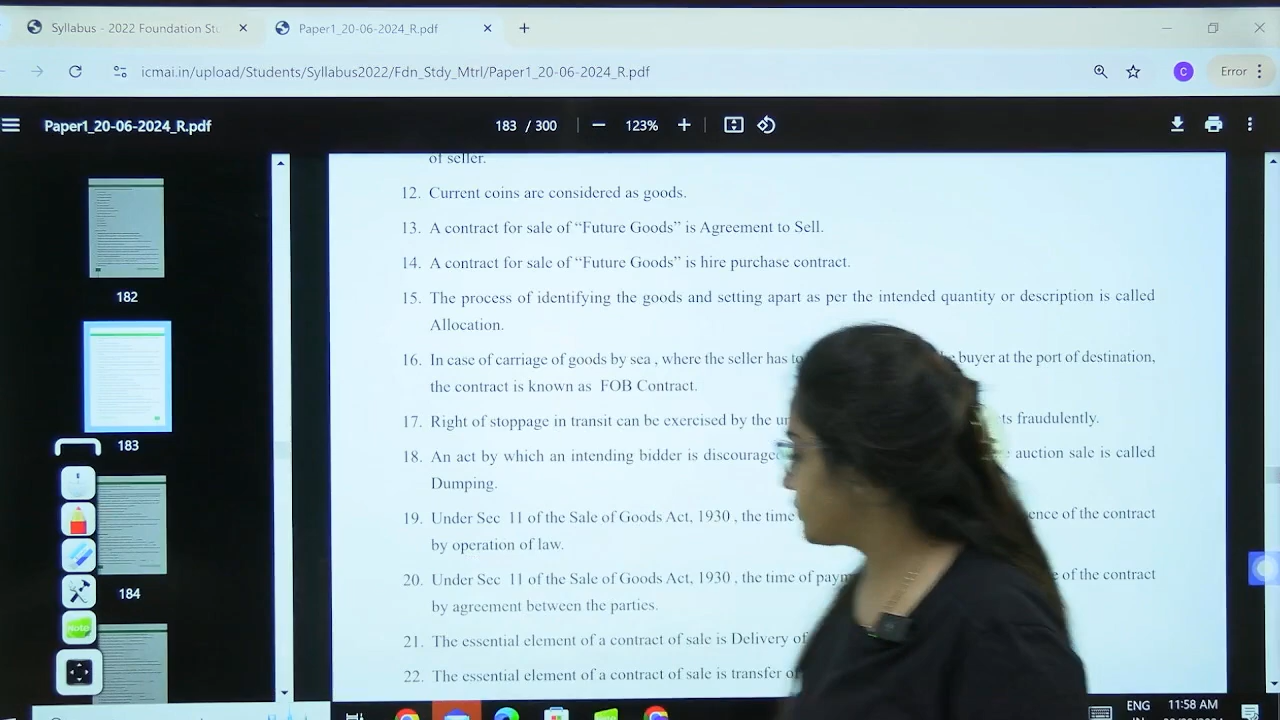 Syllabus - 2022 Foundation Stu
Paper1_20-06-2024_R.pdf
icmai.in/upload/Students/Syllabus2022/Fdn_Stdy_Mtrl/Paper1_20-06-2024_R.pdf
C
Error
Paper1_20-06-2024_R.pdf
183 / 300
123%
182
183
184
Note
of seller.
12. Current coins are considered as goods.
13. A contract for sale of “Future Goods” is Agreement to Sell.
14. A contract for sale of “Future Goods” is hire purchase contract.
15. The process of identifying the goods and setting apart as per the intended quantity or description is called
Allocation.
16. In case of carriage of goods by sea , where the seller has to buyer at the port of destination,
the contract is known as FOB Contract.
17. Right of stoppage in transit can be exercised by the fraudulently.
18. An act by which an intending bidder is auction sale is called
Dumping.
19. Under Sec 11 of the Sale of Goods Act, 1930 , the time of the contract
by operation of
20. Under Sec 11 of the Sale of Goods Act, 1930 , the time of of the contract
by agreement between the parties.
21. The essential element of a contract of sale is Delivery
22. The essential element of a contract of sale is transfer
ENG
11:58 AM